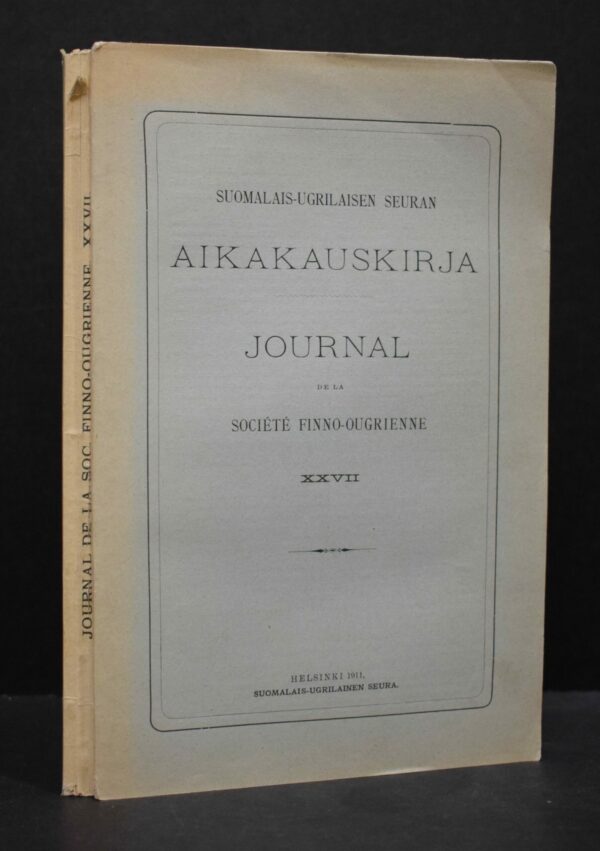 SUOMALAIS-UGRILAISEN SEURAN
AIKAKAUSKIRJA
JOURNAL
DE LA
SOCIÉTÉ FINNO-OUGRIENNE
XXVII
HELSINKI 1911,
SUOMALAIS-UGRILAINEN SEURA.
JOURNAL DE LA SOC. FINNO-OUGRIENNE XXVII